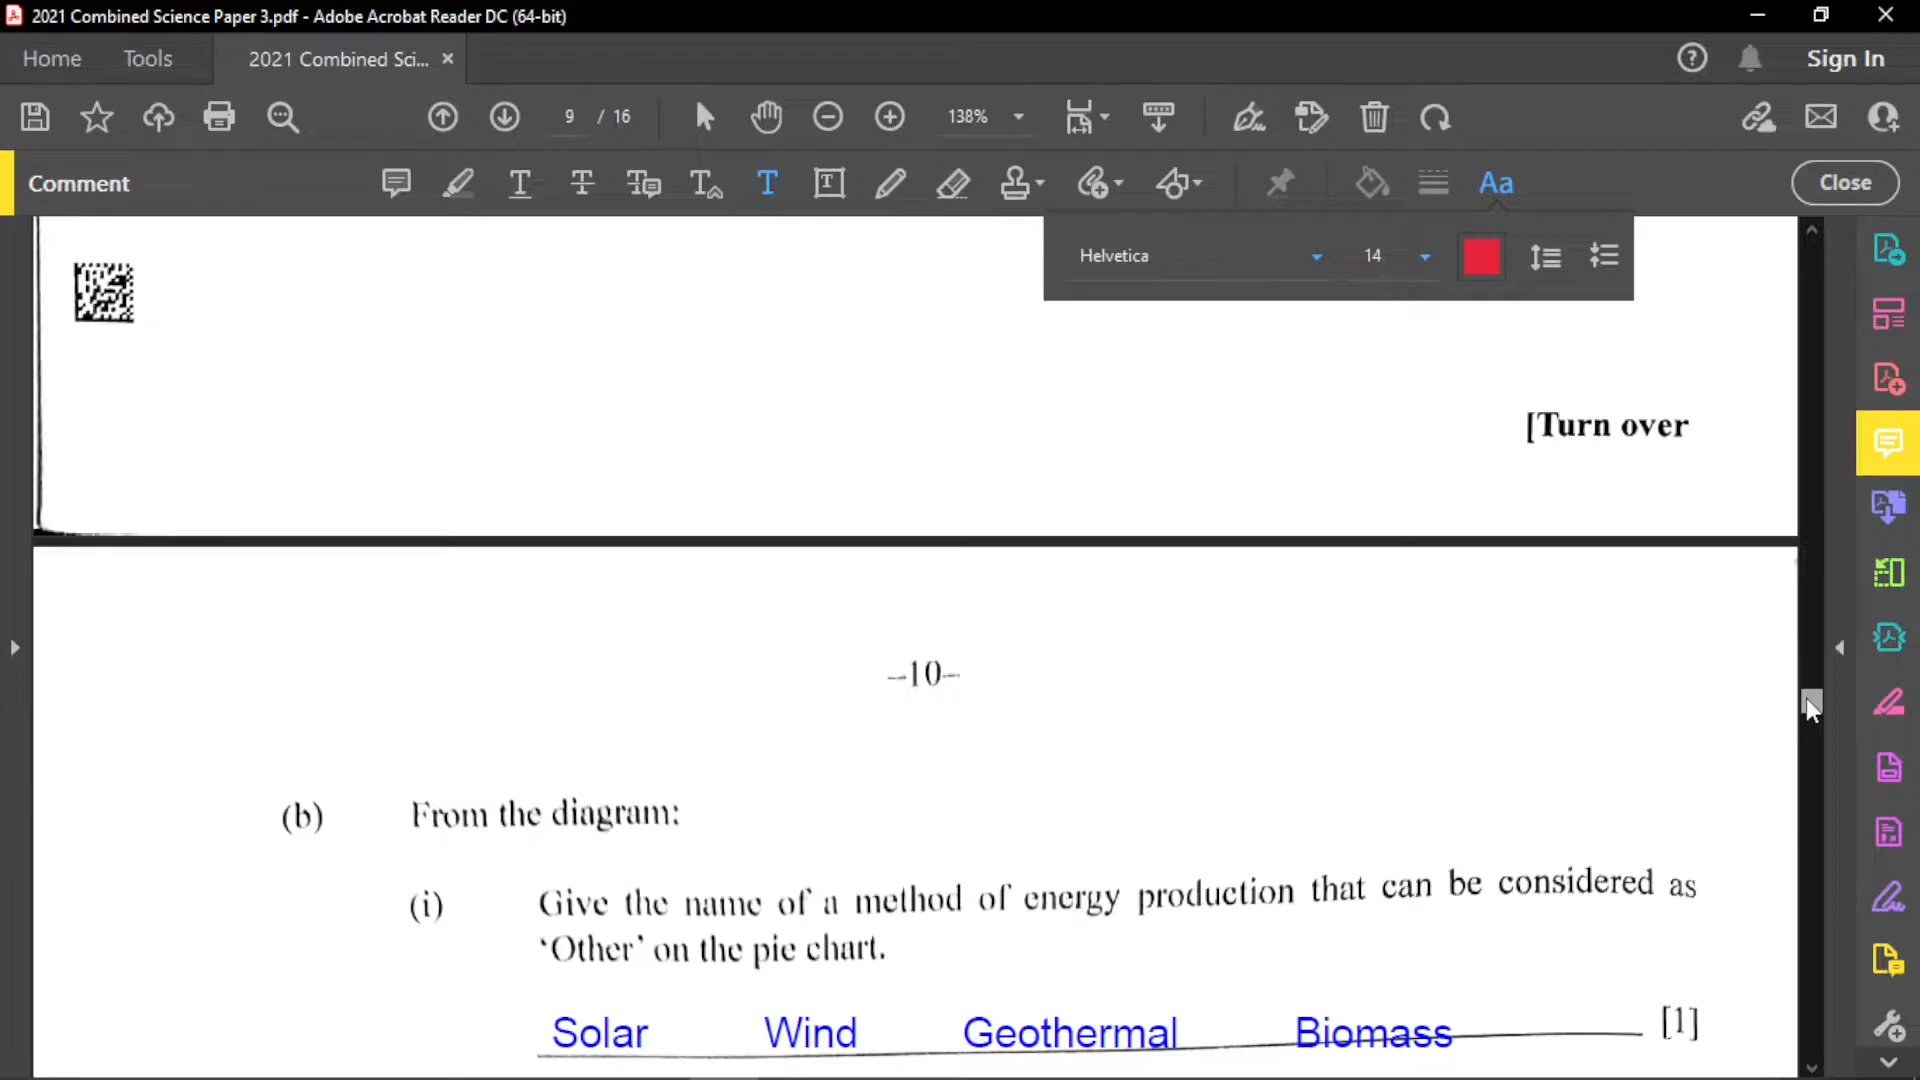 2021 Combined Science Paper 3.pdf - Adobe Acrobat Reader DC (64-bit)
Home Tools 2021 Combined Sci... × Sign In
9 / 16 138%
Comment Aa Close
Helvetica 14
[Turn over
–10–
(b) From the diagram:
(i) Give the name of a method of energy production that can be considered as
‘Other’ on the pie chart.
Solar Wind Geothermal Biomass [1]